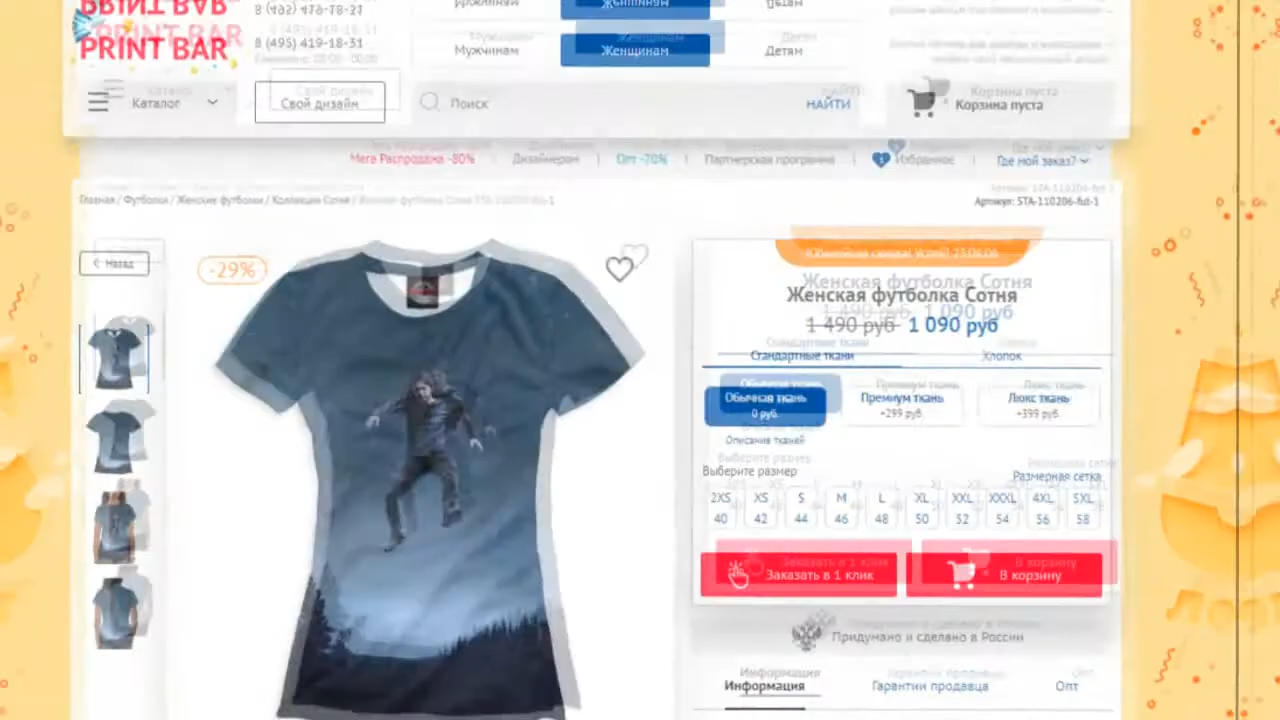 PRINT BAR
PRINT BAR
8 (495) 419-18-31
Мужчинам
Женщинам
Детям
Каталог
Свой дизайн
Поиск
НАЙТИ
Корзина пуста
Мега Распродажа -80%
Дизайнерам
Опт -70%
Партнерская программа
Избранное
Где мой заказ?
Главная / Футболки / Женские футболки / Коллекция Сотня /
Артикул: STA-110206-fut-1
Назад
-29%
Женская футболка Сотня
1 490 руб 1 090 руб
Стандартные ткани
Хлопок
Обычная ткань
0 руб.
Премиум ткань
+299 руб.
Люкс ткань
+399 руб.
Описание тканей
Выберите размер
Размерная сетка
2XS XS S M L XL XXL XXXL 4XL 5XL
40 42 44 46 48 50 52 54 56 58
Заказать в 1 клик
В корзину
Придумано и сделано в России
Информация
Гарантии продавца
Опт